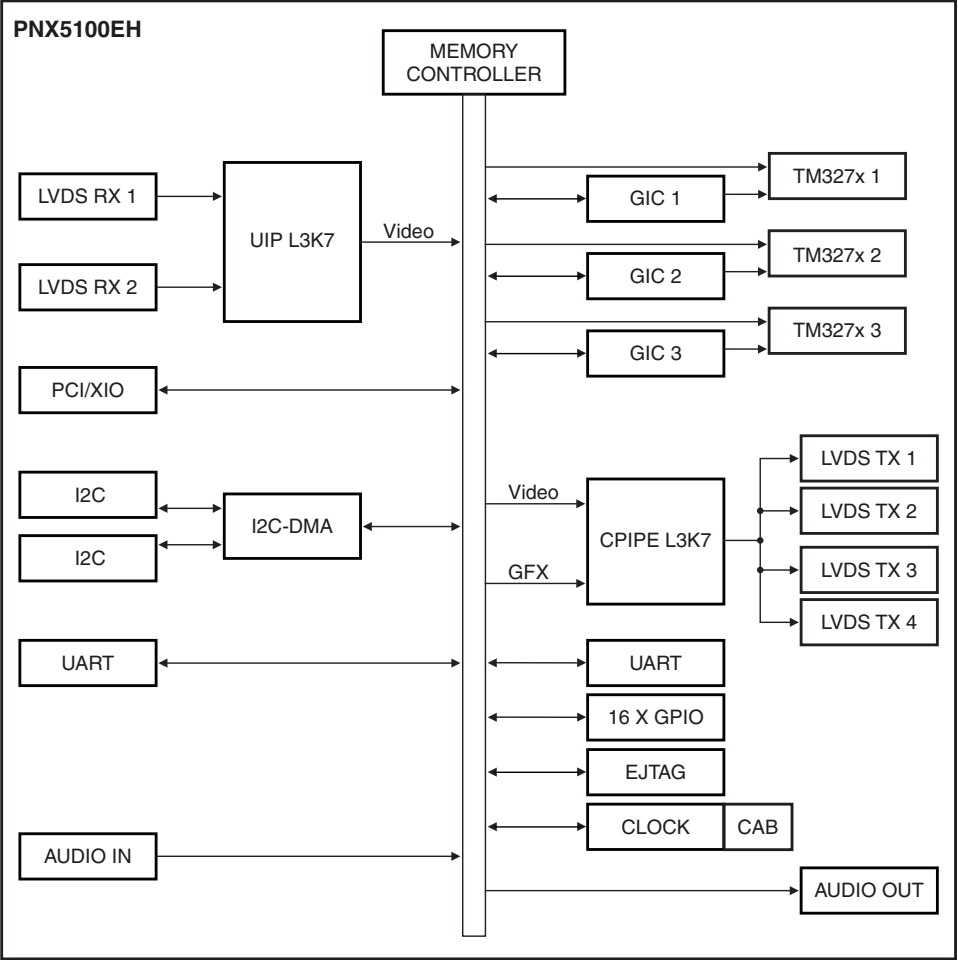 PNX5100EH
MEMORY
CONTROLLER
LVDS RX 1
LVDS RX 2
UIP L3K7
Video
TM327x 1
GIC 1
TM327x 2
GIC 2
TM327x 3
GIC 3
PCI/XIO
I2C
I2C
I2C-DMA
Video
GFX
CPIPE L3K7
LVDS TX 1
LVDS TX 2
LVDS TX 3
LVDS TX 4
UART
UART
16 X GPIO
EJTAG
CLOCK
CAB
AUDIO IN
AUDIO OUT